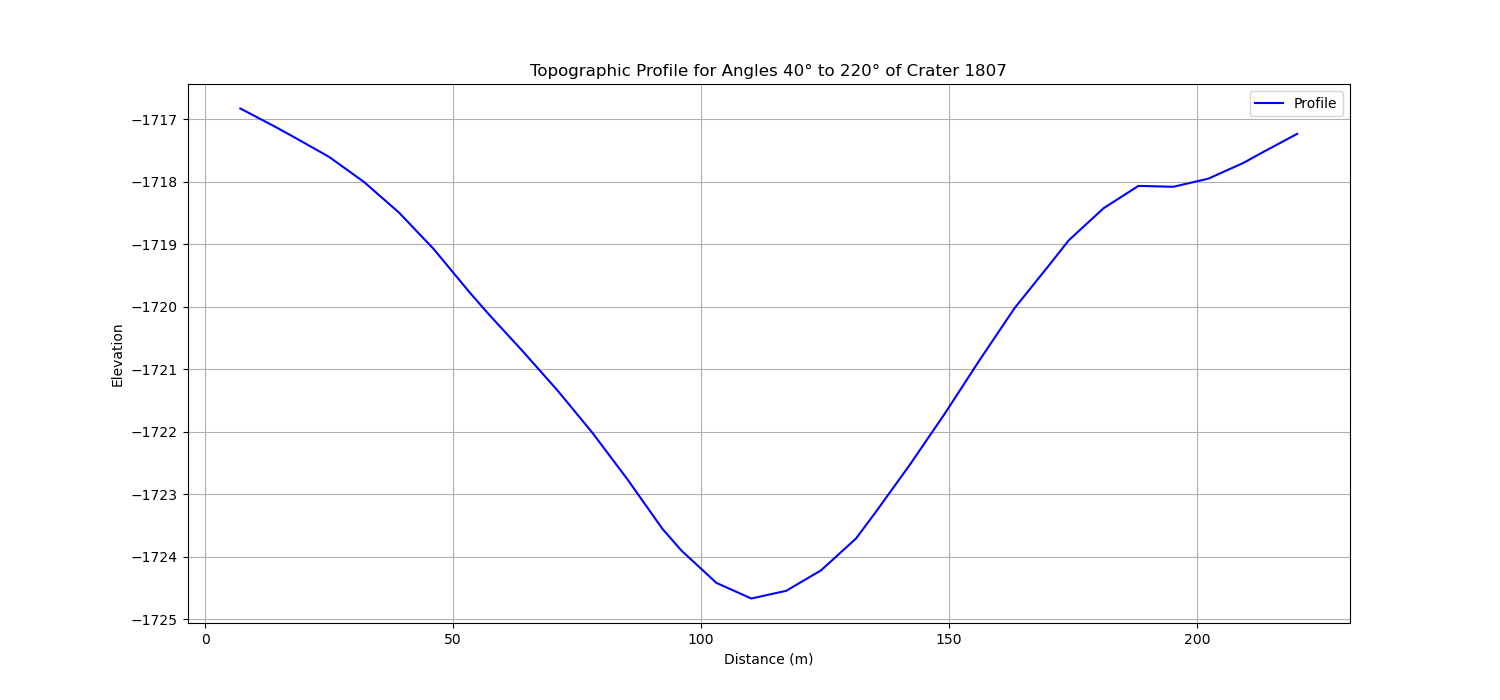 Topographic Profile for Angles 40° to 220° of Crater 1807
Profile
−1717
−1718
−1719
−1720
−1721
−1722
−1723
−1724
−1725
Elevation
0 50 100 150 200
Distance (m)